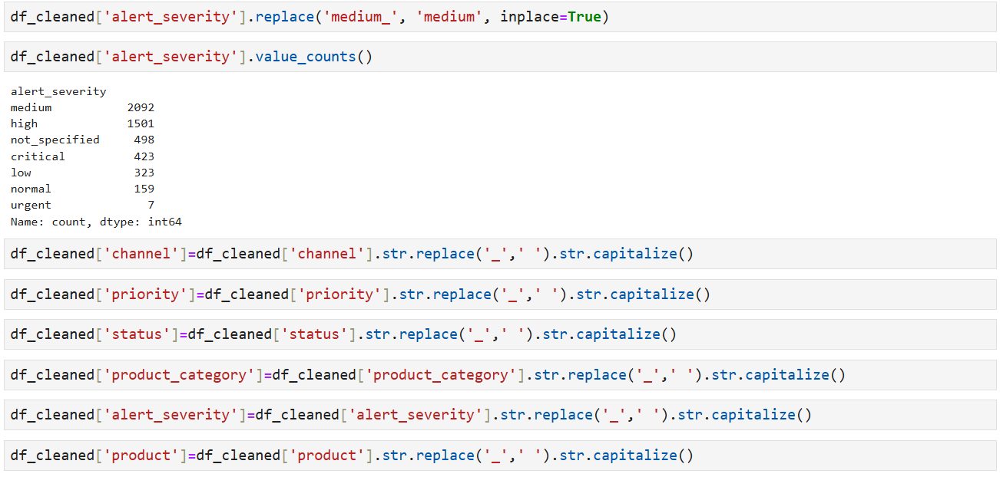 df_cleaned['alert_severity'].replace('medium_', 'medium', inplace=True)
df_cleaned['alert_severity'].value_counts()
alert_severity
medium           2092
high             1501
not_specified     498
critical          423
low               323
normal            159
urgent              7
Name: count, dtype: int64
df_cleaned['channel']=df_cleaned['channel'].str.replace('_',' ').str.capitalize()
df_cleaned['priority']=df_cleaned['priority'].str.replace('_',' ').str.capitalize()
df_cleaned['status']=df_cleaned['status'].str.replace('_',' ').str.capitalize()
df_cleaned['product_category']=df_cleaned['product_category'].str.replace('_',' ').str.capitalize()
df_cleaned['alert_severity']=df_cleaned['alert_severity'].str.replace('_',' ').str.capitalize()
df_cleaned['product']=df_cleaned['product'].str.replace('_',' ').str.capitalize()